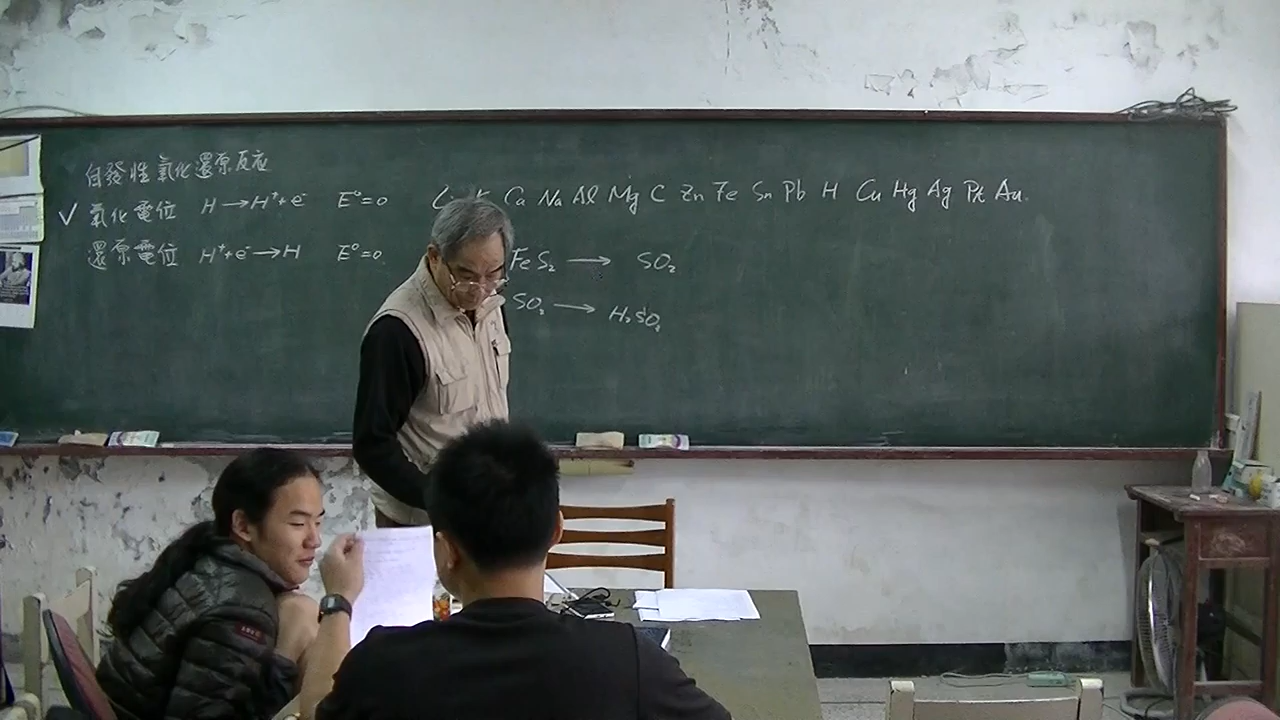 自發性氧化還原反应
✓ 氧化電位 H→H⁺+e⁻ E°=0
還原電位 H⁺+e⁻→H E°=0
Ca Na Al Mg C Zn Fe Sn Pb H Cu Hg Ag Pt Au
FeS₂ → SO₂
SO₂ → H₂SO₄